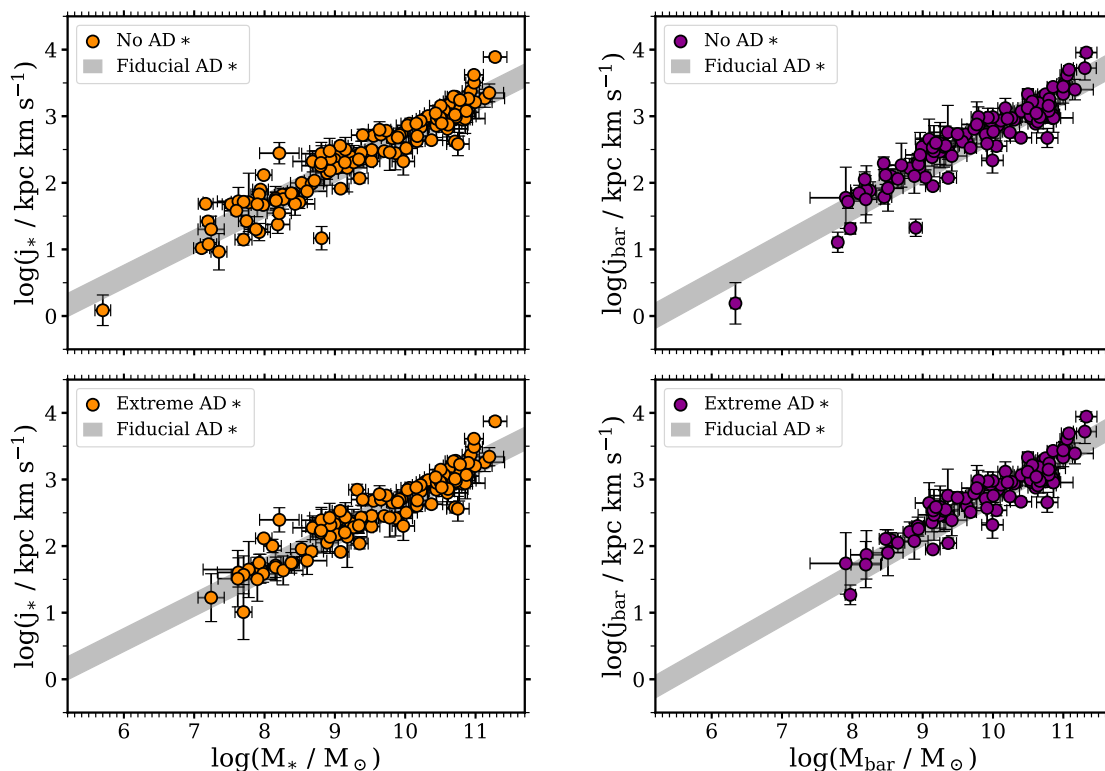 No AD *
Fiducial AD *
log(j* / kpc km s⁻¹)
4
3
2
1
0
No AD *
Fiducial AD *
log(jbar / kpc km s⁻¹)
4
3
2
1
0
Extreme AD *
Fiducial AD *
log(j* / kpc km s⁻¹)
4
3
2
1
0
6 7 8 9 10 11
log(M* / M⊙)
Extreme AD *
Fiducial AD *
log(jbar / kpc km s⁻¹)
4
3
2
1
0
6 7 8 9 10 11
log(Mbar / M⊙)